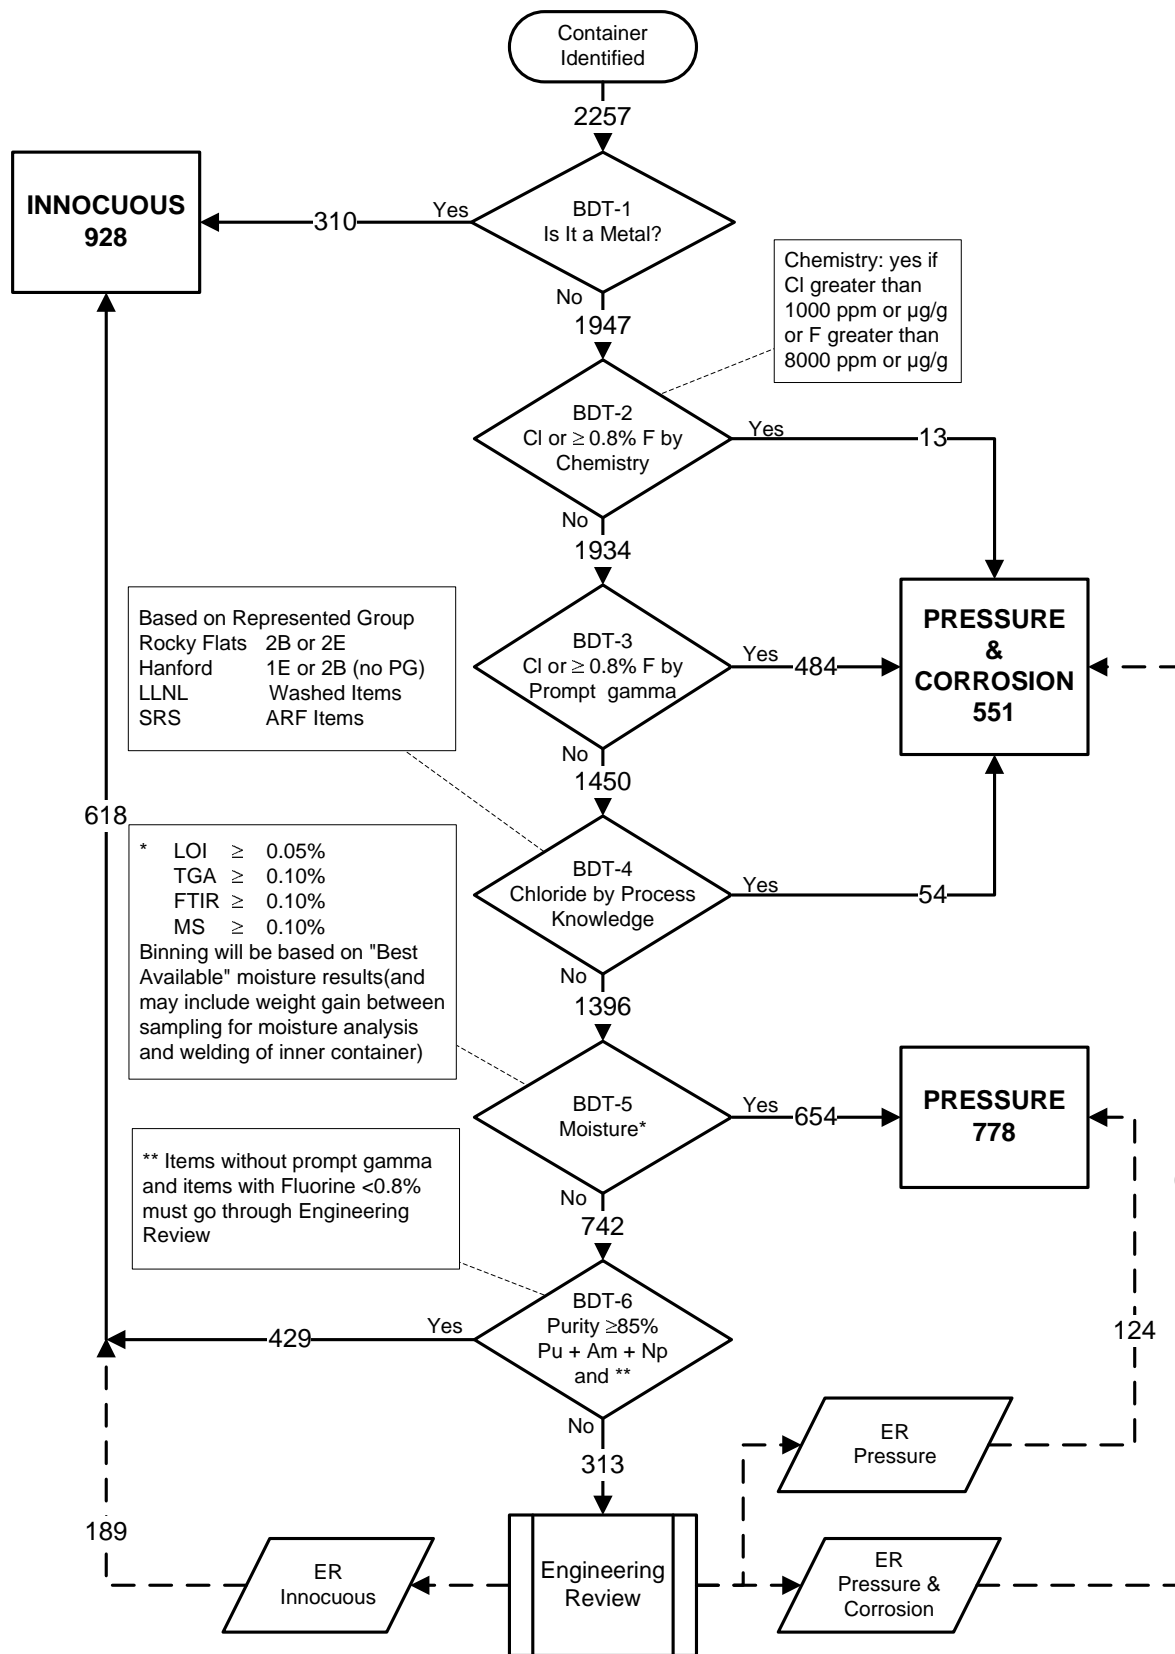 Container
Identified
2257
INNOCUOUS
928
310
Yes
BDT-1
Is It a Metal?
No
1947
Chemistry: yes if
Cl greater than
1000 ppm or µg/g
or F greater than
8000 ppm or µg/g
BDT-2
Cl or ≥ 0.8% F by
Chemistry
Yes
13
No
1934
Based on Represented Group
Rocky Flats 2B or 2E
Hanford 1E or 2B (no PG)
LLNL Washed Items
SRS ARF Items
BDT-3
Cl or ≥ 0.8% F by
Prompt gamma
Yes
484
PRESSURE
&
CORROSION
551
No
1450
618
* LOI ≥ 0.05%
TGA ≥ 0.10%
FTIR ≥ 0.10%
MS ≥ 0.10%
Binning will be based on "Best
Available" moisture results(and
may include weight gain between
sampling for moisture analysis
and welding of inner container)
BDT-4
Chloride by Process
Knowledge
Yes
54
No
1396
BDT-5
Moisture*
Yes
654
PRESSURE
778
** Items without prompt gamma
and items with Fluorine <0.8%
must go through Engineering
Review
No
742
BDT-6
Purity ≥85%
Pu + Am + Np
and **
Yes
429
124
No
313
ER
Pressure
189
ER
Innocuous
Engineering
Review
ER
Pressure &
Corrosion